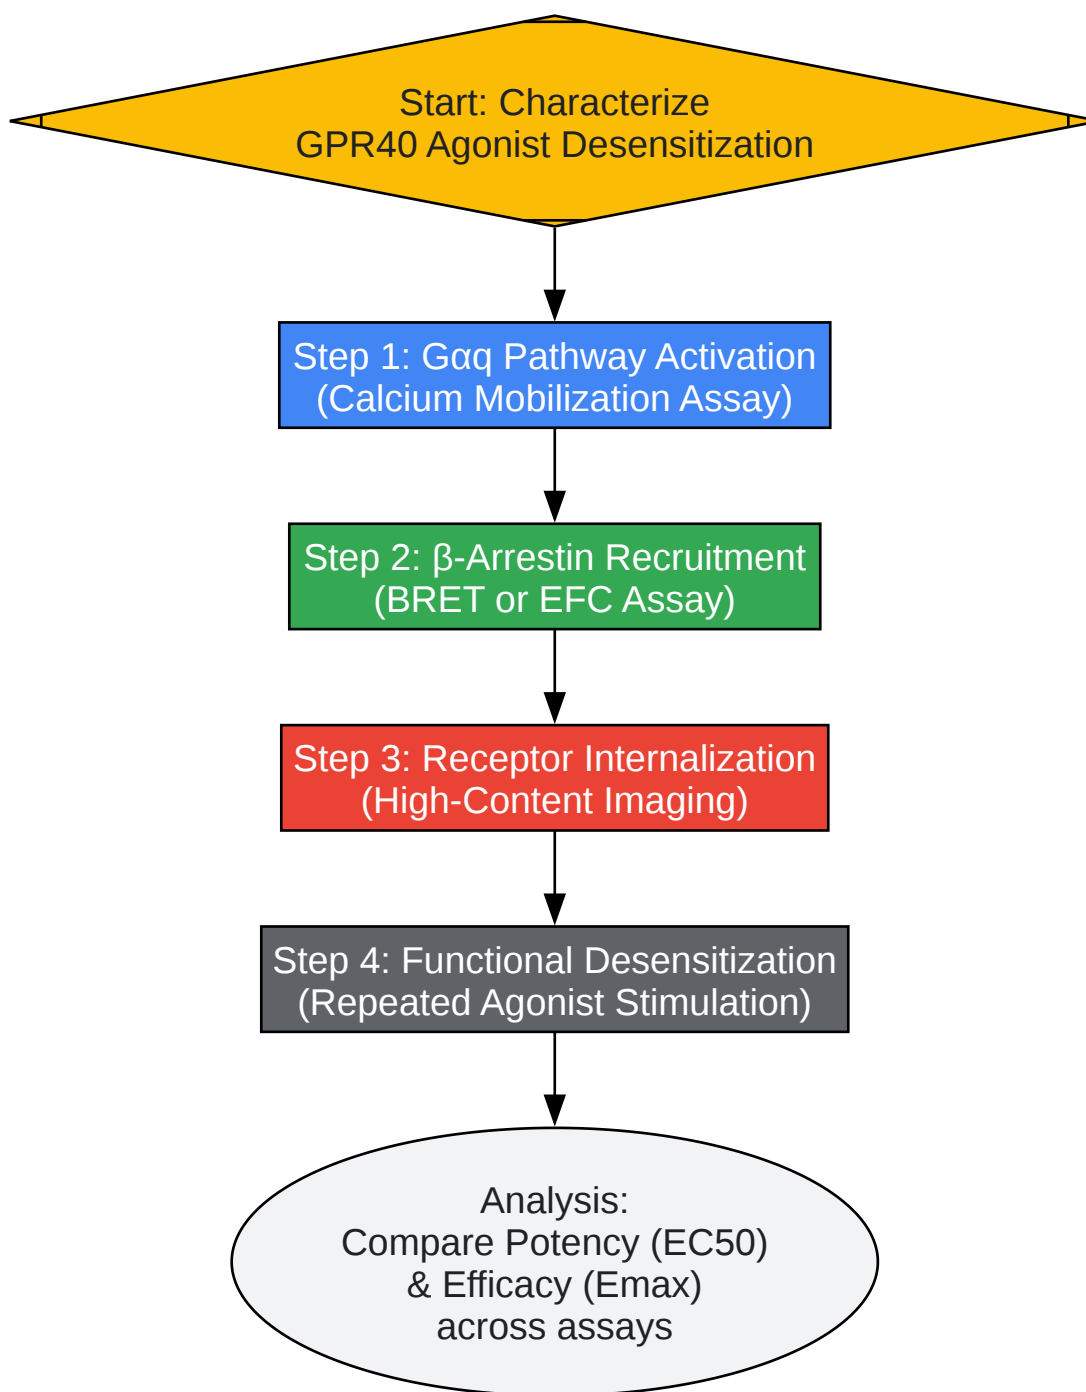 Start: Characterize
GPR40 Agonist Desensitization
Step 1: Gαq Pathway Activation
(Calcium Mobilization Assay)
Step 2: β-Arrestin Recruitment
(BRET or EFC Assay)
Step 3: Receptor Internalization
(High-Content Imaging)
Step 4: Functional Desensitization
(Repeated Agonist Stimulation)
Analysis:
Compare Potency (EC50)
& Efficacy (Emax)
across assays